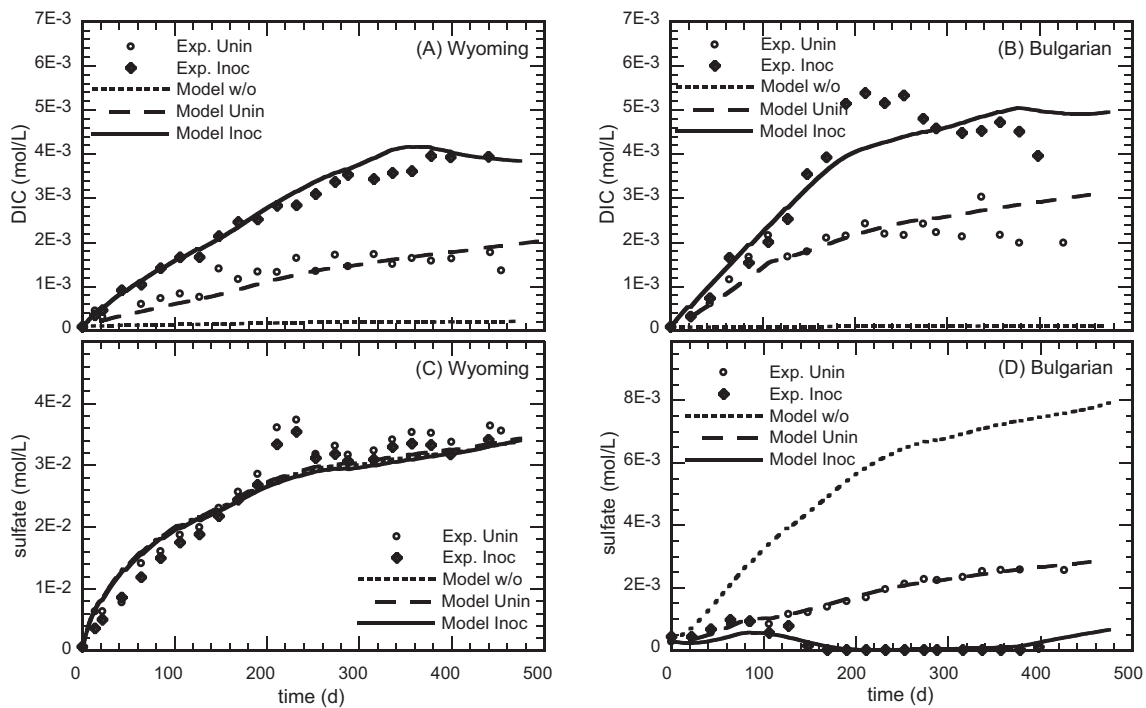 7E-3
6E-3
5E-3
4E-3
3E-3
2E-3
1E-3
0
DIC (mol/L)
(A) Wyoming
Exp. Unin
Exp. Inoc
Model w/o
Model Unin
Model Inoc
7E-3
6E-3
5E-3
4E-3
3E-3
2E-3
1E-3
0
DIC (mol/L)
(B) Bulgarian
Exp. Unin
Exp. Inoc
Model w/o
Model Unin
Model Inoc
4E-2
3E-2
2E-2
1E-2
0
sulfate (mol/L)
(C) Wyoming
Exp. Unin
Exp. Inoc
Model w/o
Model Unin
Model Inoc
0 100 200 300 400 500
time (d)
8E-3
6E-3
4E-3
2E-3
0
sulfate (mol/L)
(D) Bulgarian
Exp. Unin
Exp. Inoc
Model w/o
Model Unin
Model Inoc
0 100 200 300 400 500
time (d)